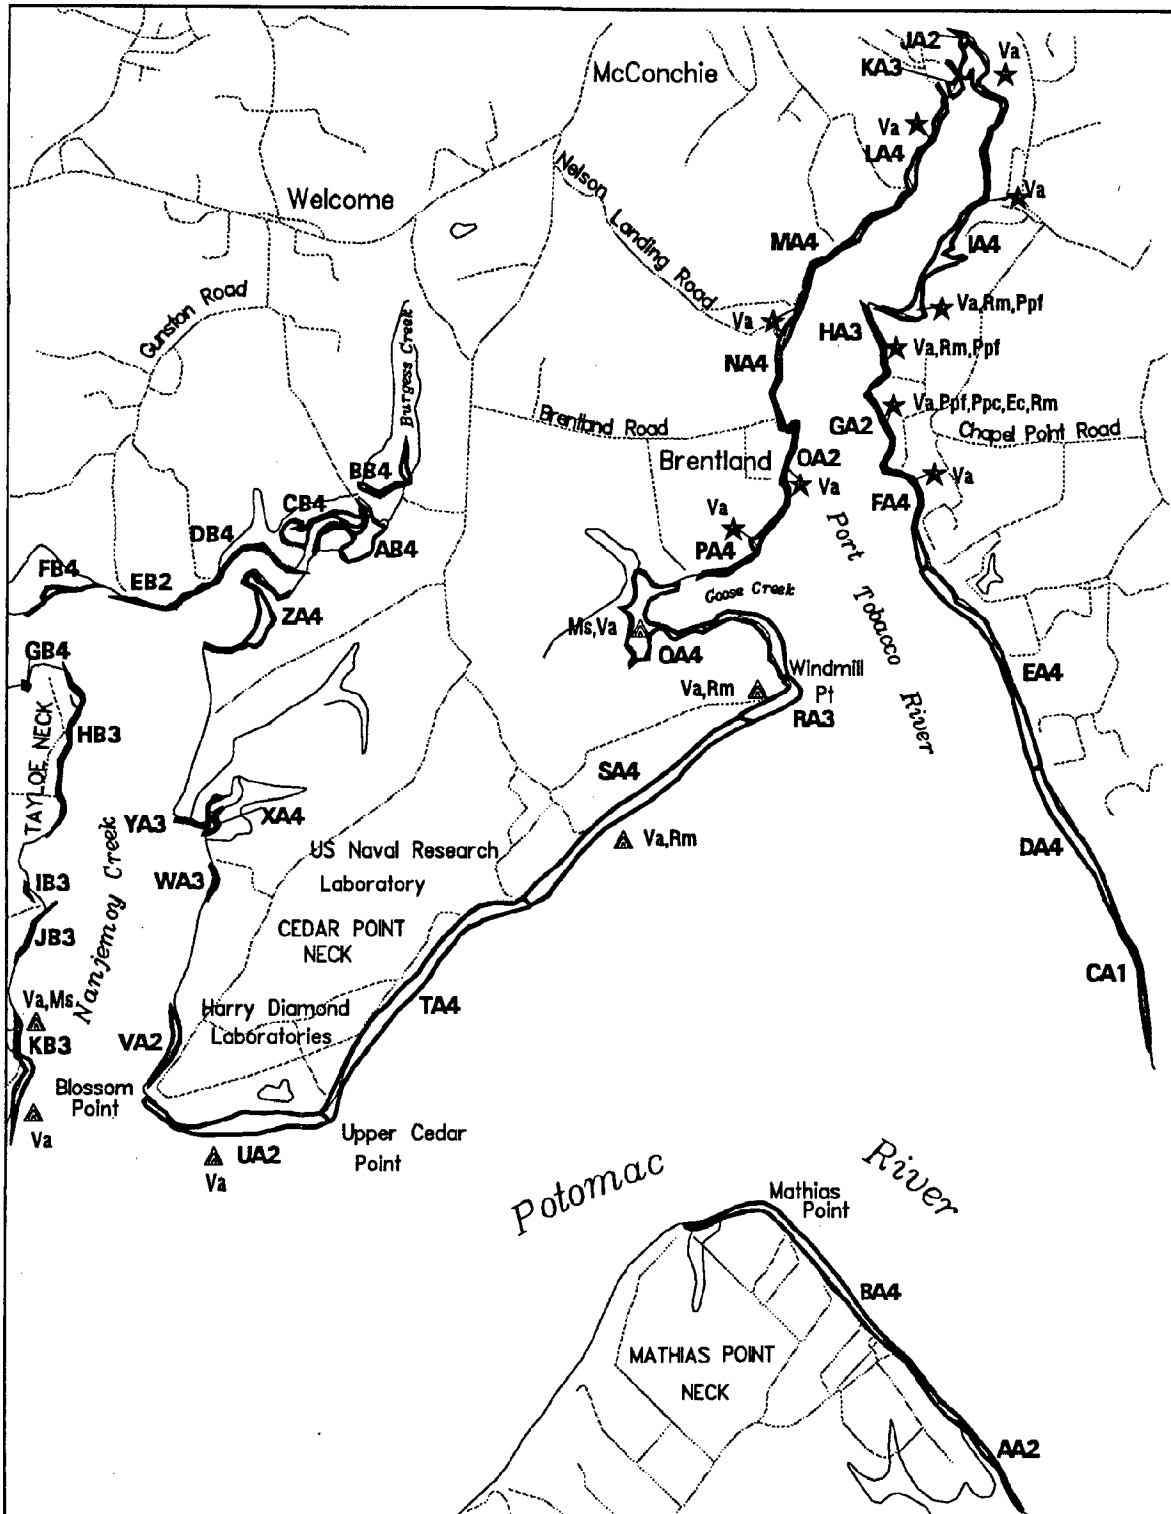 JA2
Va
KA3
McConchie
Va
LA4
Nelson Landing Road
Va
Welcome
MA4
IA4
Gunston Road
Va,Rm,Ppf
Va
HA3
Va,Rm,Ppf
Burgess Creek
NA4
Va,Ppf,Ppc,Ec,Rm
Brentland Road
GA2
Chapel Point Road
Brentland
OA2
BB4
Va
FA4
Va
CB4
Va
DB4
AB4
PA4
Port Tobacco River
FB4
EB2
Goose Creek
ZA4
Ms,Va
GB4
QA4
Windmill
Pt
EA4
Va,Rm
RA3
TAYLOE NECK
HB3
SA4
YA3
XA4
Va,Rm
DA4
US Naval Research
Laboratory
IB3
WA3
Nanjemoy Creek
CEDAR POINT
NECK
JB3
CA1
Va,Ms
TA4
Harry Diamond
Laboratories
KB3
VA2
Blossom
Point
Va
Upper Cedar
Point
UA2
Va
Potomac River
Mathias
Point
BA4
MATHIAS POINT
NECK
AA2